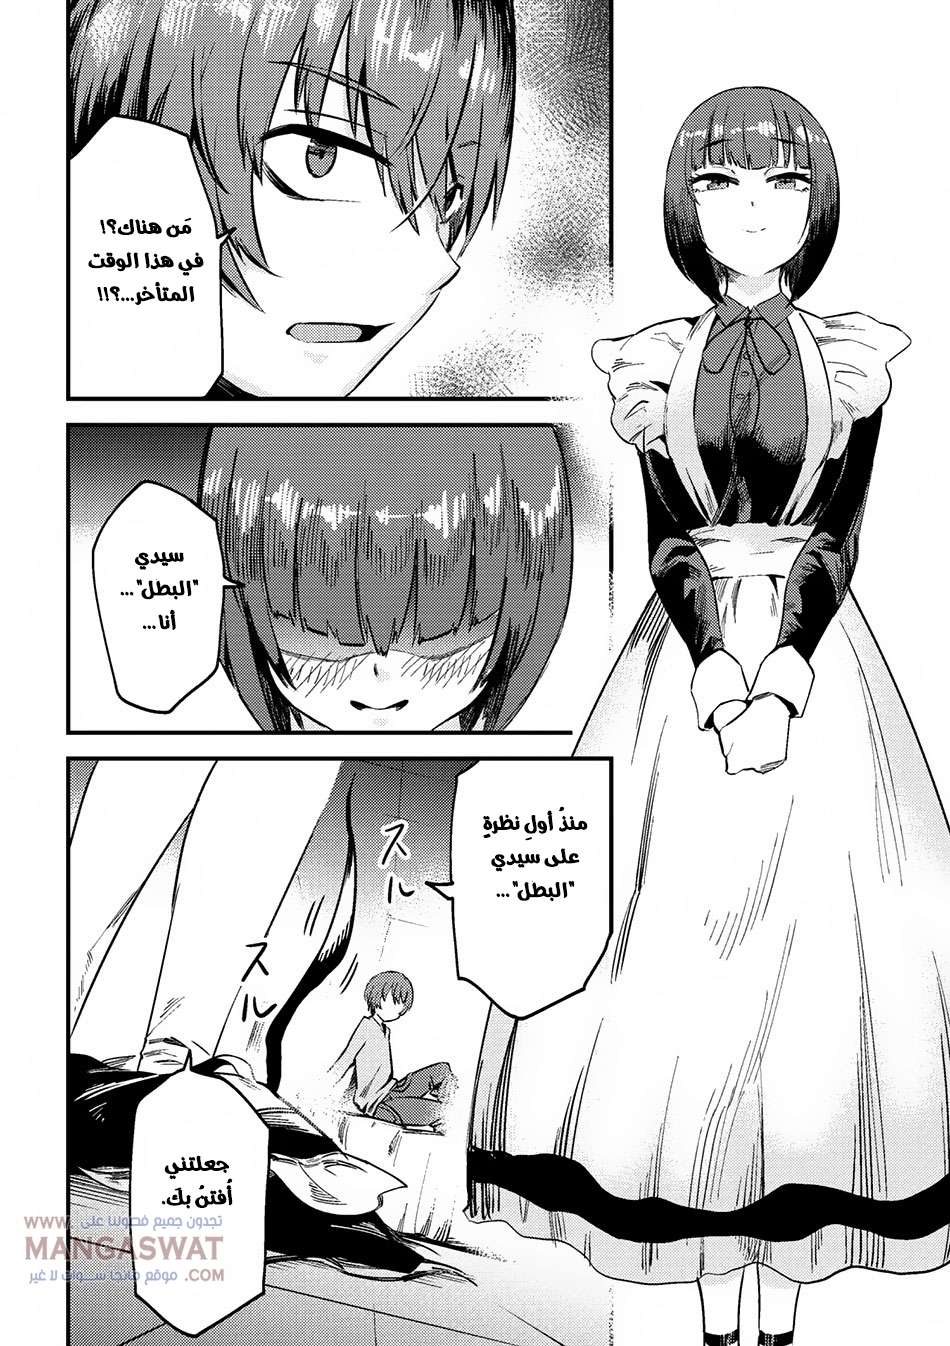 مَن هناك؟!
في هذا الوقت
المتأخر...؟!!
سيدي
"البطل"...
أنا...
منذُ أولِ نظرةٍ
على سيدي
"البطل"...
スル
スル
جعلتني
أُفتنُ بكَ.
تجدون جميع فصولنا على WWW.
MANGASWAT
.COM موقع مانجا سوات لا غير